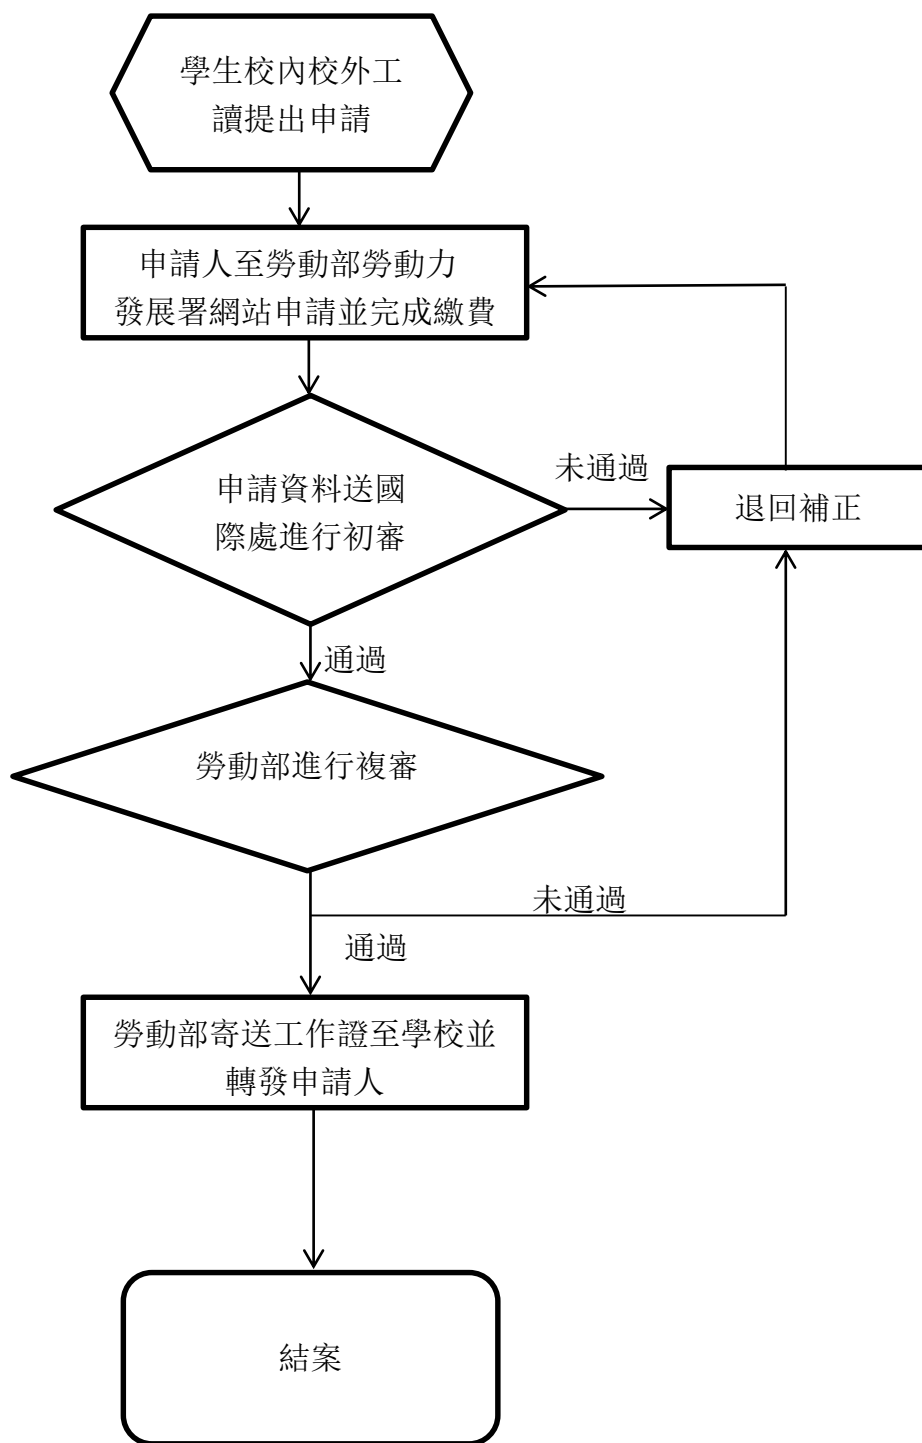 學生校內校外工
讀提出申請
申請人至勞動部勞動力
發展署網站申請並完成繳費
申請資料送國
際處進行初審
未通過
退回補正
通過
勞動部進行複審
未通過
通過
勞動部寄送工作證至學校並
轉發申請人
結案